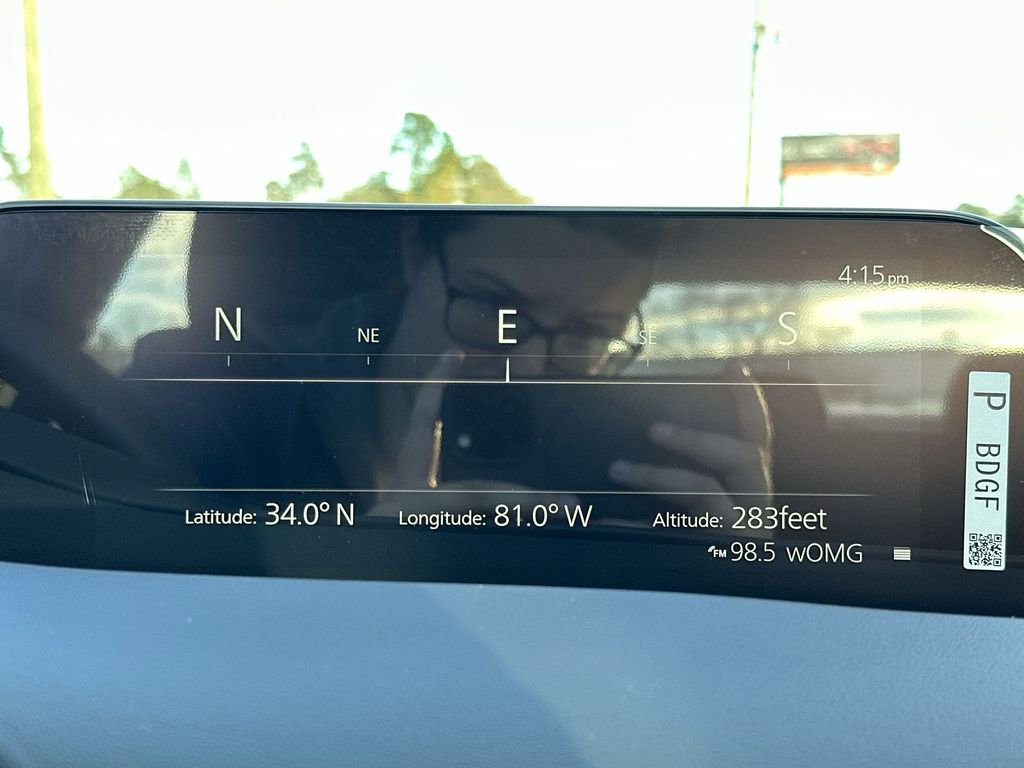 4:15 pm
N NE E SE S
Latitude: 34.0° N Longitude: 81.0° W Altitude: 283feet
FM 98.5 wOMG
P BDGF